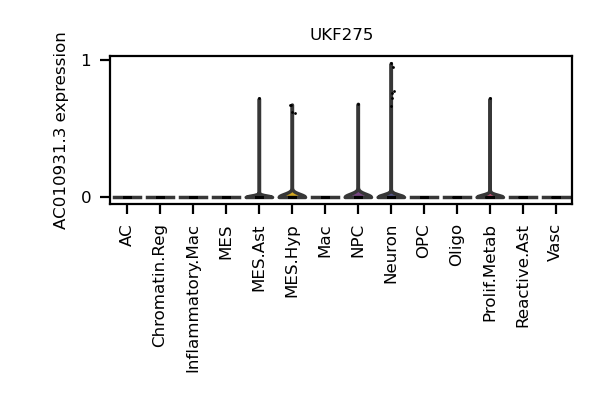 UKF275
AC010931.3 expression
1
0
AC
Chromatin.Reg
Inflammatory.Mac
MES
MES.Ast
MES.Hyp
Mac
NPC
Neuron
OPC
Oligo
Prolif.Metab
Reactive.Ast
Vasc